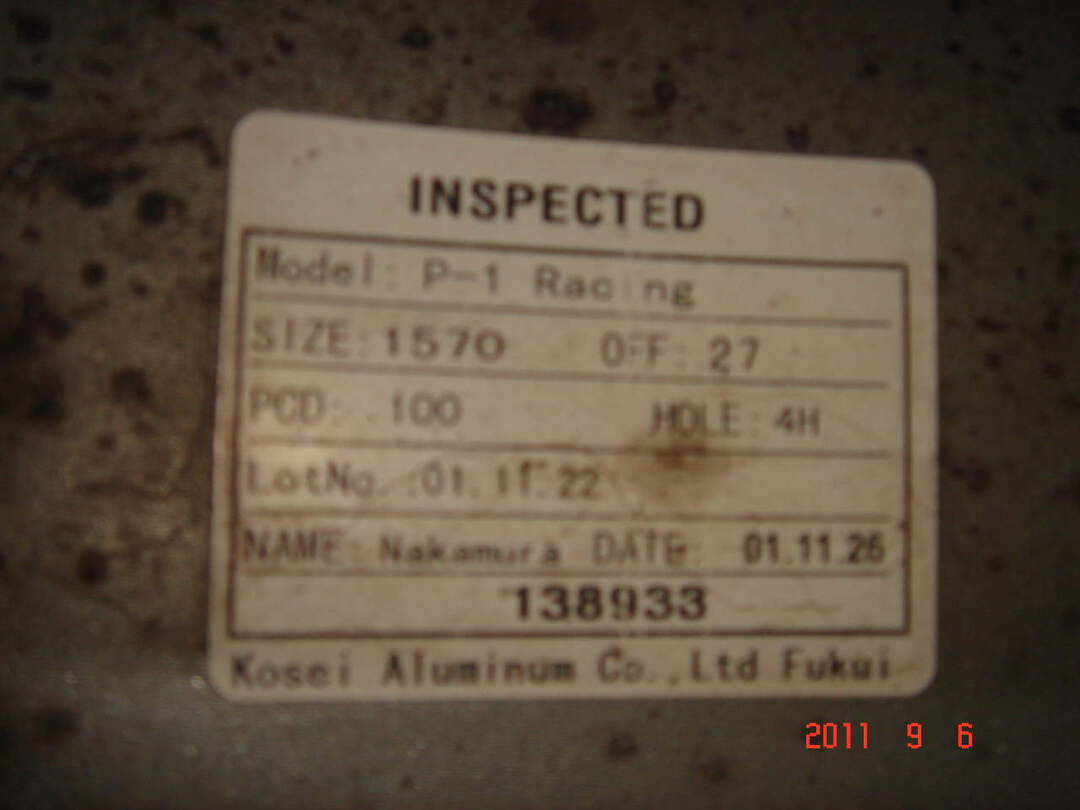 INSPECTED
Model: P-1 Racing
SIZE: 1570 OFF: 27
PCD: 100 HOLE: 4H
LotNo. 01.11.22
NAME: Nakamura DATE: 01.11.26
138933
Kosei Aluminum Co.,Ltd Fukui
2011 9 6